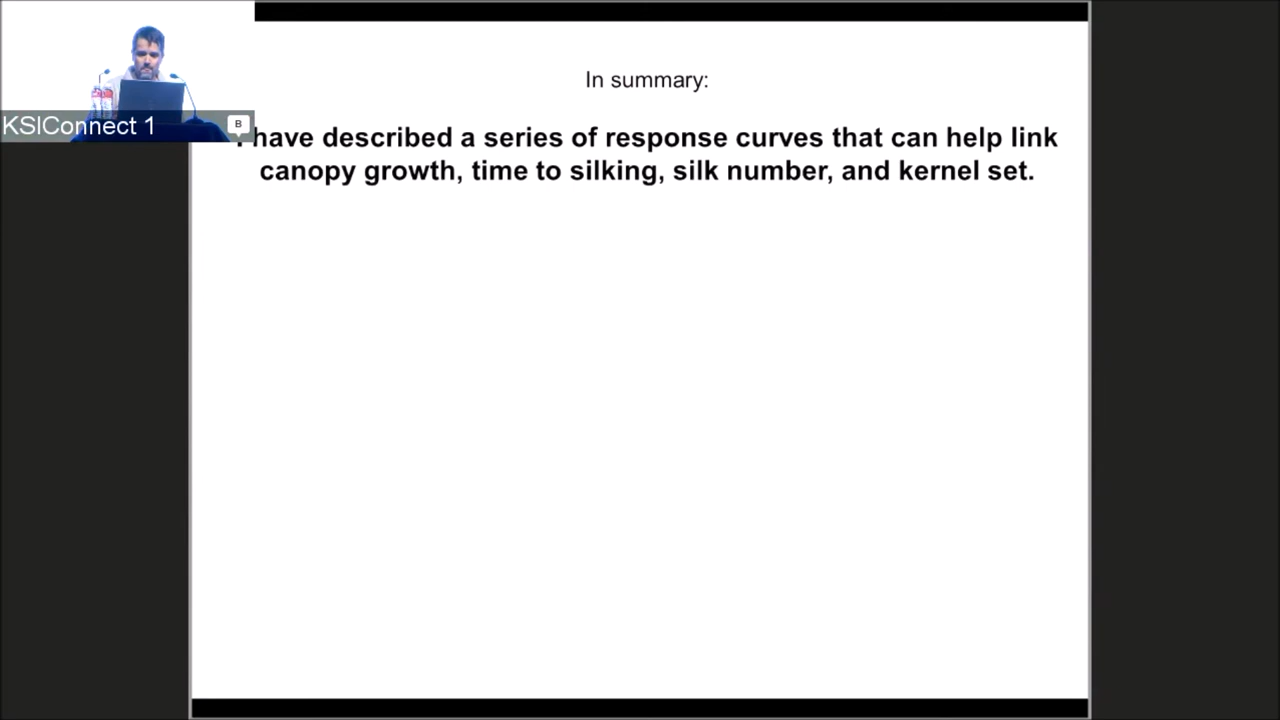 In summary:
KSIConnect 1
B
have described a series of response curves that can help link
canopy growth, time to silking, silk number, and kernel set.